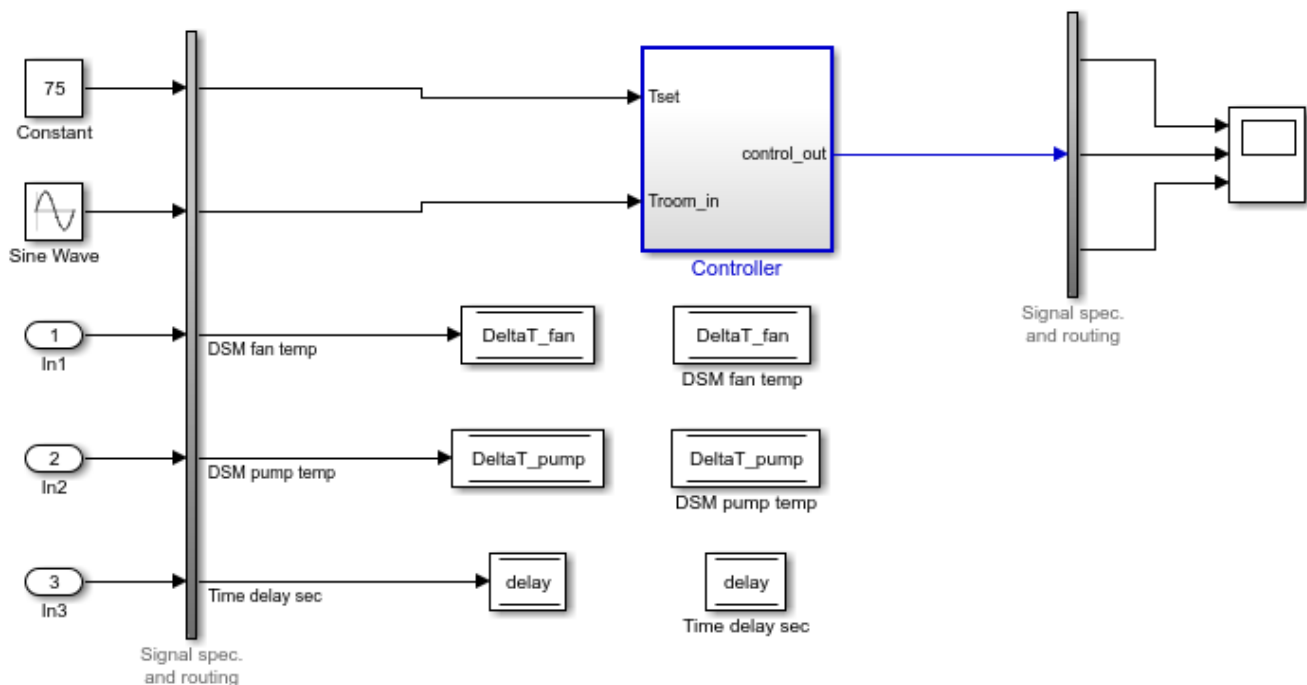 75
Constant
Tset
control_out
Troom_in
Controller
Sine Wave
1
In1
DSM fan temp
DeltaT_fan
DeltaT_fan
DSM fan temp
Signal spec.
and routing
2
In2
DSM pump temp
DeltaT_pump
DeltaT_pump
DSM pump temp
3
In3
Time delay sec
delay
delay
Time delay sec
Signal spec.
and routing